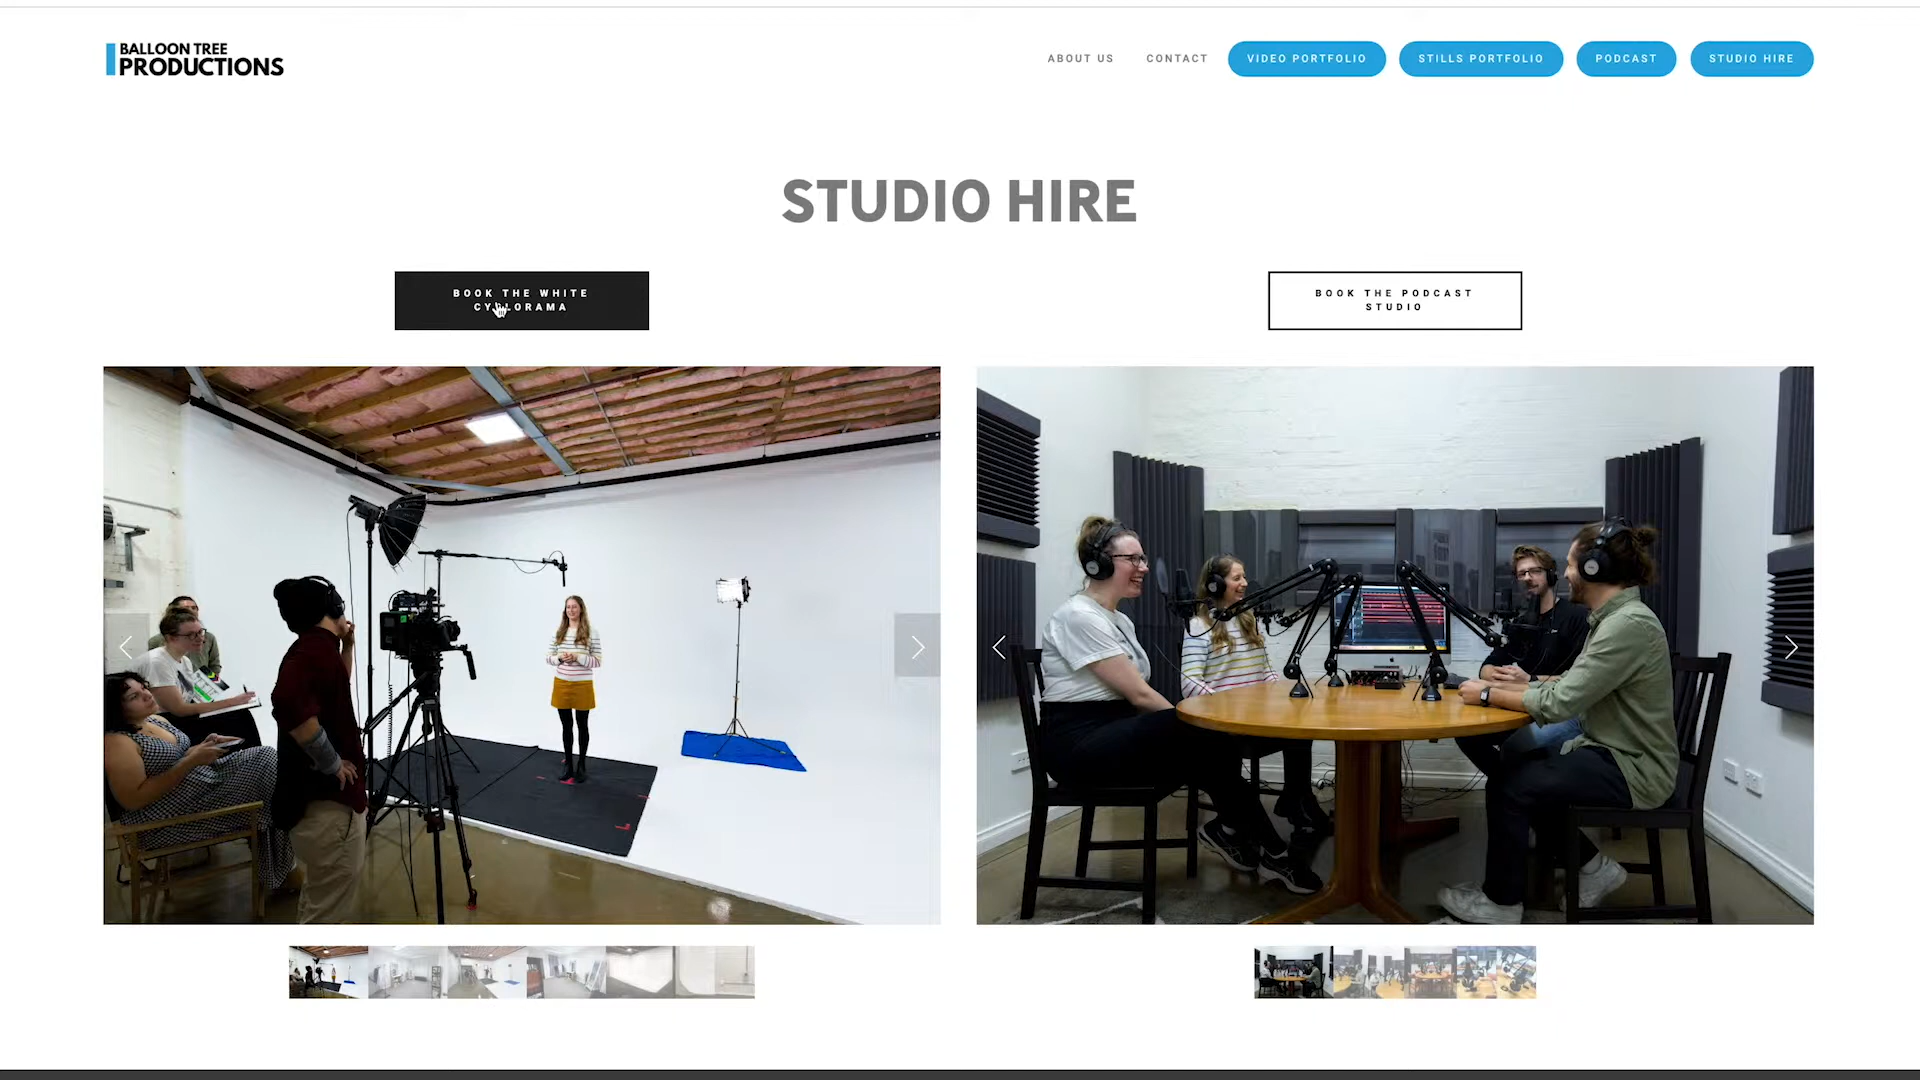 BALLOON TREE
PRODUCTIONS
ABOUT US
CONTACT
VIDEO PORTFOLIO
STILLS PORTFOLIO
PODCAST
STUDIO HIRE
STUDIO HIRE
BOOK THE WHITE
CYCLORAMA
BOOK THE PODCAST
STUDIO